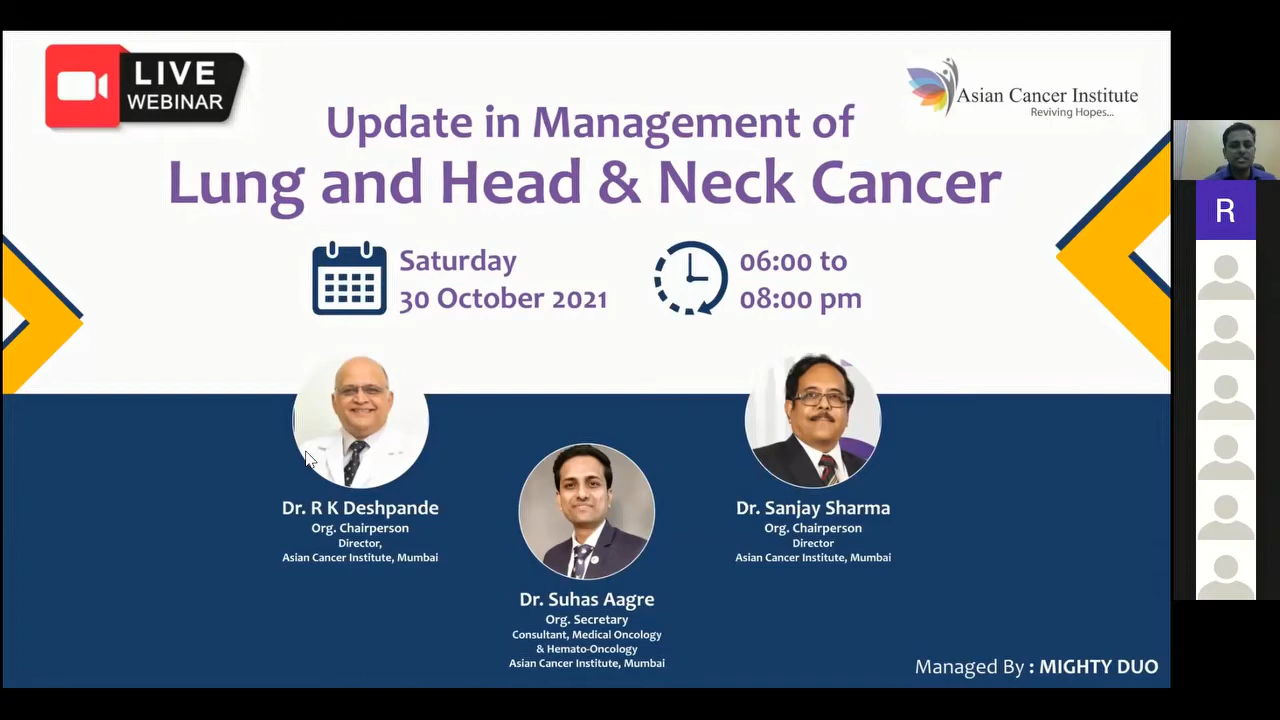 LIVE
WEBINAR
Asian Cancer Institute
Reviving Hopes...
Update in Management of
Lung and Head & Neck Cancer
Saturday
30 October 2021
06:00 to
08:00 pm
R
Dr. R K Deshpande
Org. Chairperson
Director,
Asian Cancer Institute, Mumbai
Dr. Sanjay Sharma
Org. Chairperson
Director
Asian Cancer Institute, Mumbai
Dr. Suhas Aagre
Org. Secretary
Consultant, Medical Oncology
& Hemato-Oncology
Asian Cancer Institute, Mumbai
Managed By : MIGHTY DUO